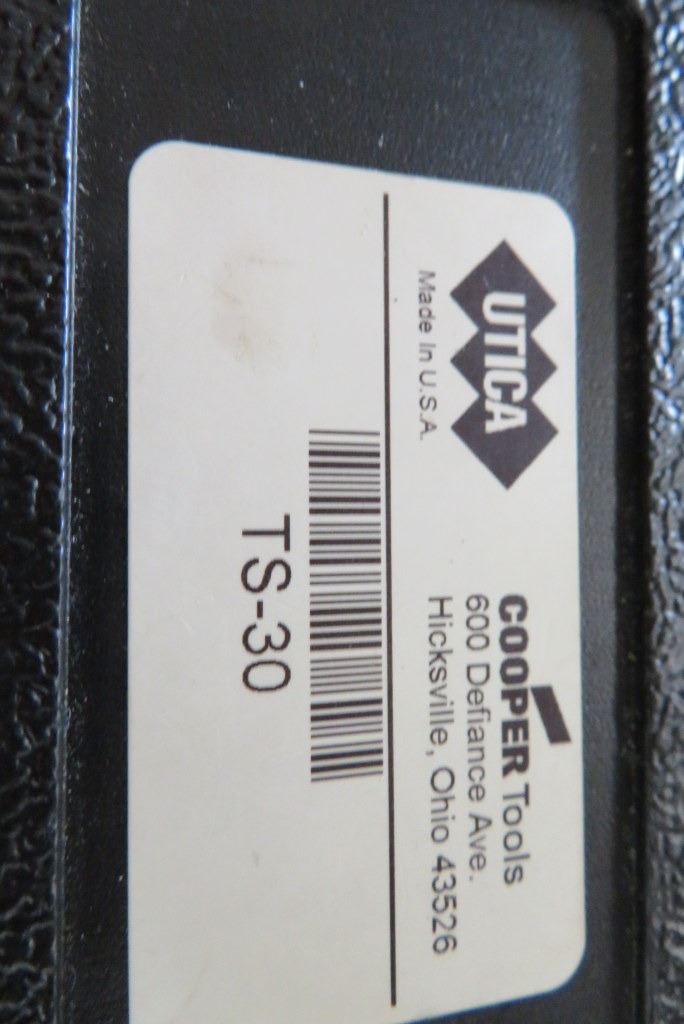 UTICA
Made In U.S.A.
COOPER Tools
600 Defiance Ave.
Hicksville, Ohio 43526
TS-30